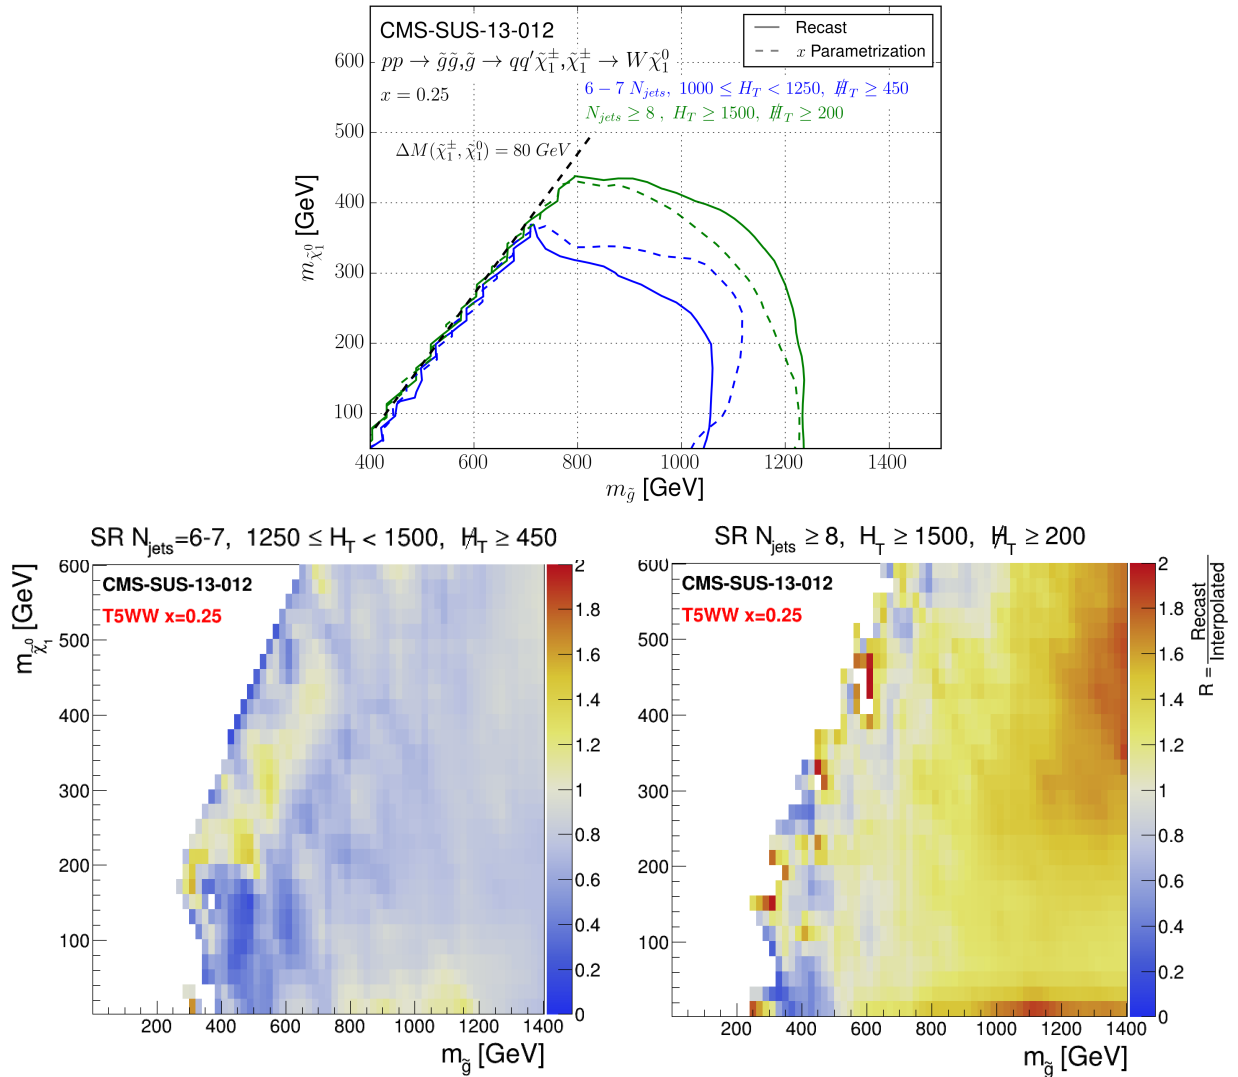 CMS-SUS-13-012
pp → g̃g̃,g̃ → qq′χ̃₁±,χ̃₁± → Wχ̃₁⁰
x = 0.25
Recast
x Parametrization
6 − 7 N_jets, 1000 ≤ H_T < 1250, H̸_T ≥ 450
N_jets ≥ 8 , H_T ≥ 1500, H̸_T ≥ 200
ΔM(χ̃₁±, χ̃₁⁰) = 80 GeV
m_χ̃₁⁰ [GeV]
600
500
400
300
200
100
400 600 800 1000 1200 1400
m_g̃ [GeV]
SR N_jets=6-7, 1250 ≤ H_T < 1500, H̸_T ≥ 450
CMS-SUS-13-012
T5WW x=0.25
m_χ̃₁⁰ [GeV]
600
500
400
300
200
100
200 400 600 800 1000 1200 1400
m_g̃ [GeV]
2
1.8
1.6
1.4
1.2
1
0.8
0.6
0.4
0.2
0
SR N_jets ≥ 8, H_T ≥ 1500, H̸_T ≥ 200
CMS-SUS-13-012
T5WW x=0.25
600
500
400
300
200
100
200 400 600 800 1000 1200 1400
m_g̃ [GeV]
2
1.8
1.6
1.4
1.2
1
0.8
0.6
0.4
0.2
0
R = Recast / Interpolated